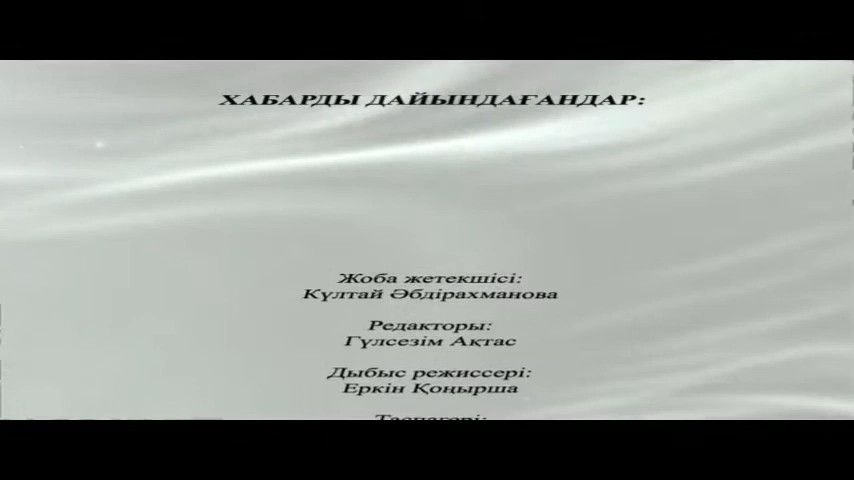 ХАБАРДЫ ДАЙЫНДАҒАНДАР:
Жоба жетекшісі:
Күлтай Әбдірахманова
Редакторы:
Гүлсезім Ақтас
Дыбыс режиссері:
Еркін Қоңырша